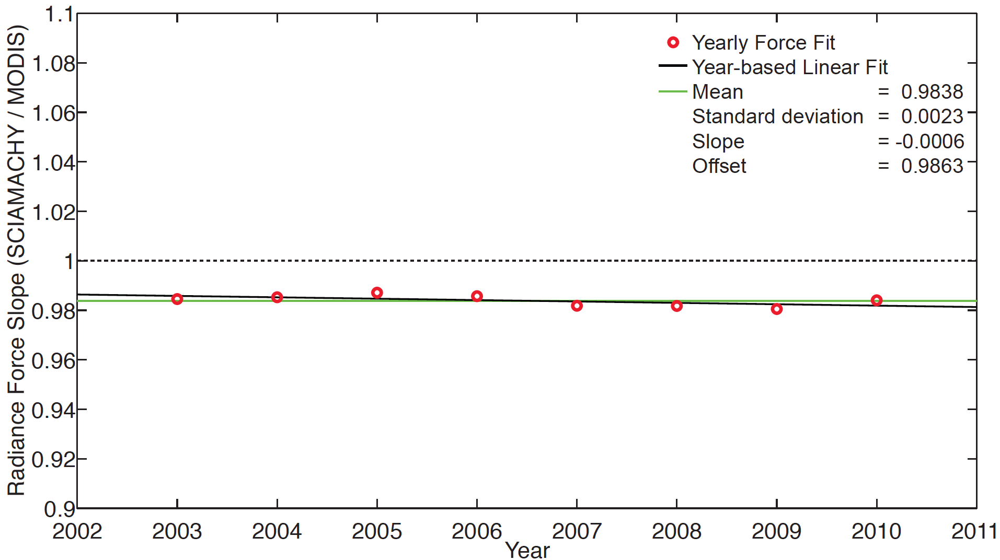 Radiance Force Slope (SCIAMACHY / MODIS)
1.1
1.08
1.06
1.04
1.02
1
0.98
0.96
0.94
0.92
0.9
Yearly Force Fit
Year-based Linear Fit
Mean = 0.9838
Standard deviation = 0.0023
Slope = -0.0006
Offset = 0.9863
2002 2003 2004 2005 2006 2007 2008 2009 2010 2011
Year